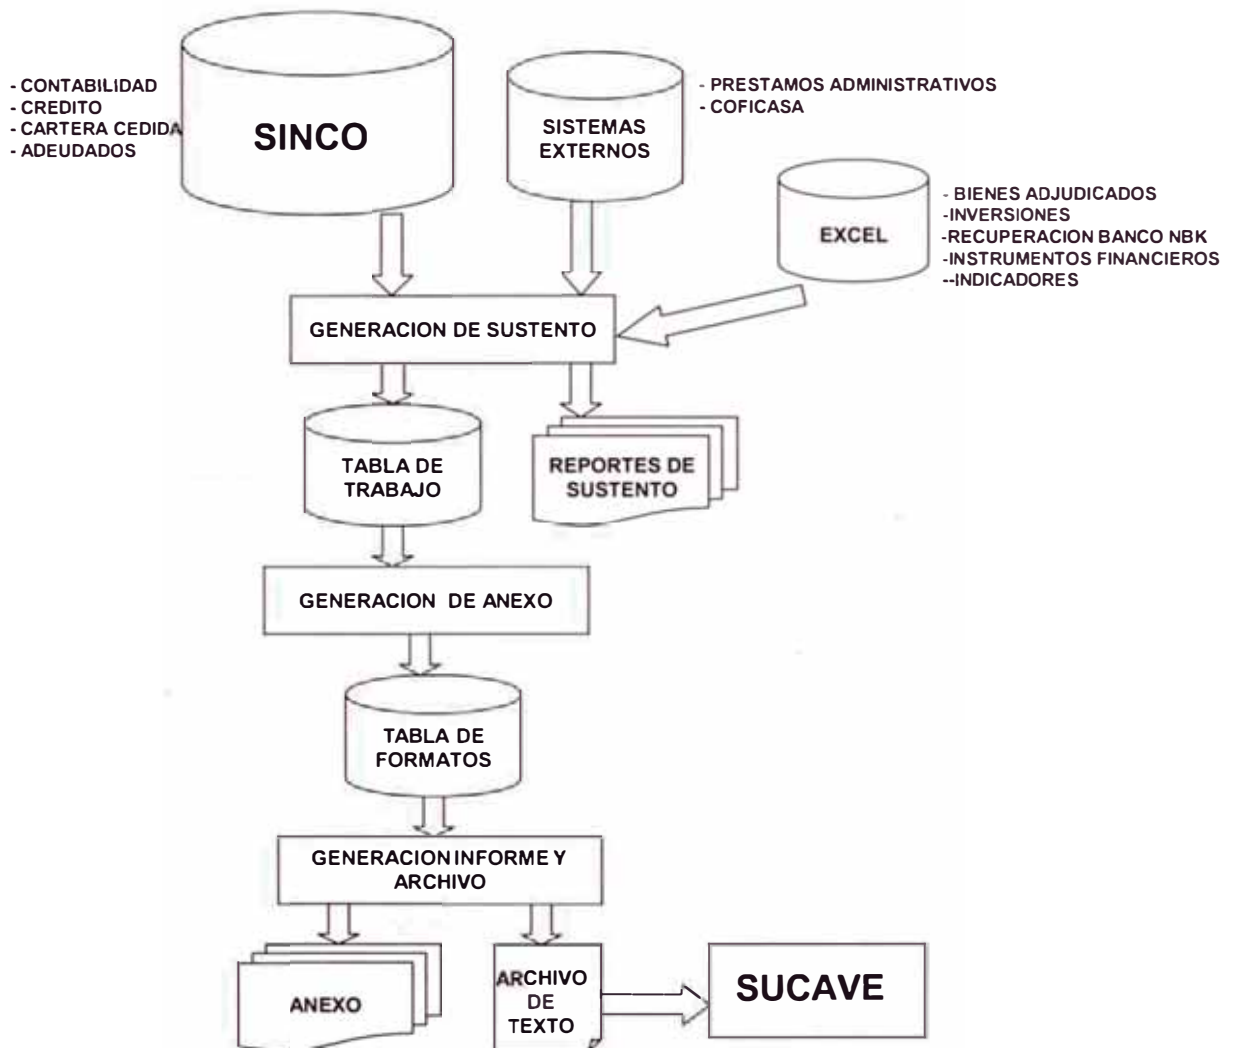 - CONTABILIDAD
- CREDITO
- CARTERA CEDIDA
- ADEUDADOS
SINCO
SISTEMAS
EXTERNOS
- PRESTAMOS ADMINISTRATIVOS
- COFICASA
EXCEL
- BIENES ADJUDICADOS
-INVERSIONES
-RECUPERACION BANCO NBK
-INSTRUMENTOS FINANCIEROS
--INDICADORES
GENERACION DE SUSTENTO
TABLA DE
TRABAJO
REPORTES DE
SUSTENTO
GENERACION DE ANEXO
TABLA DE
FORMATOS
GENERACION INFORME Y
ARCHIVO
ANEXO
ARCHIVO
DE
TEXTO
SUCAVE